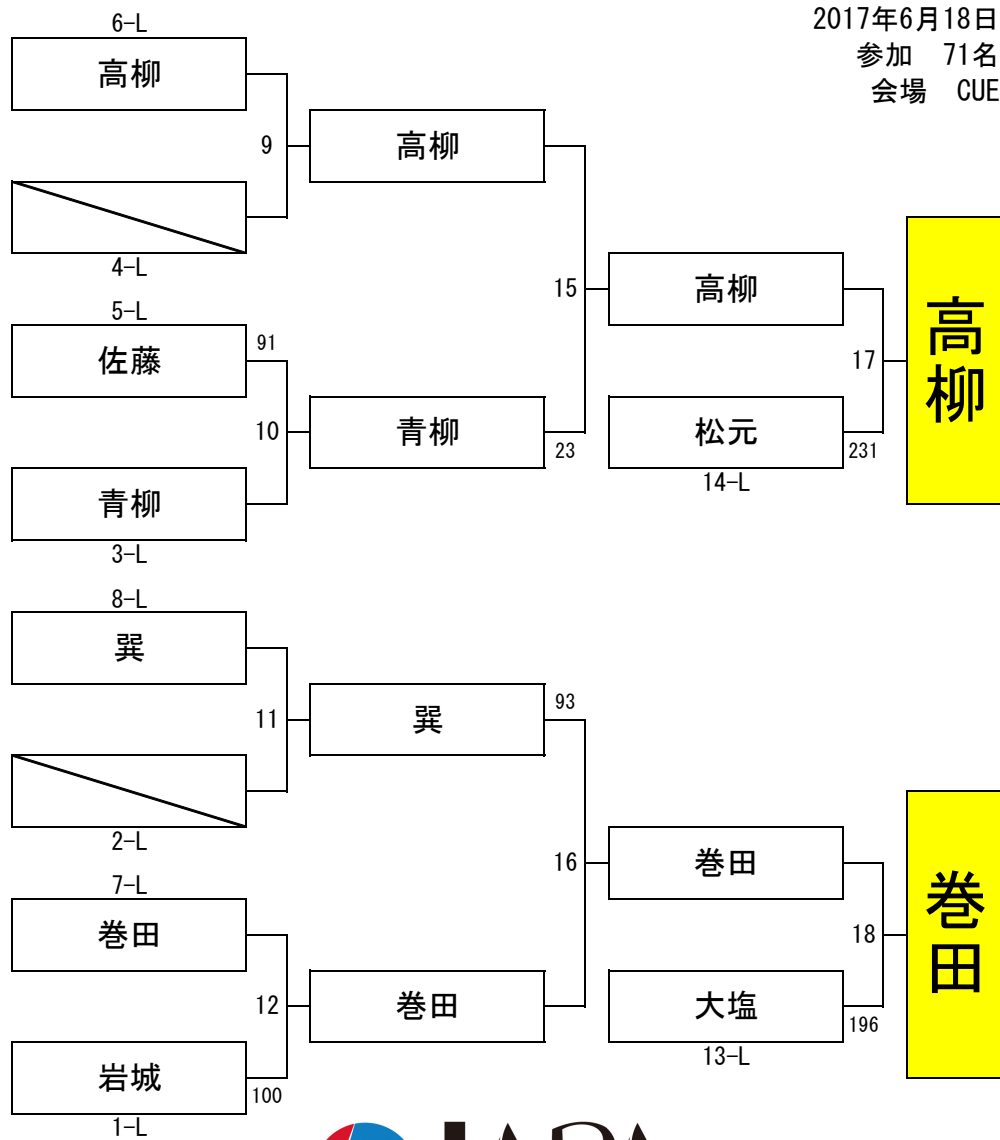 2017年6月18日
参加　71名
会場　CUE
6-L
高柳
9
高柳
4-L
5-L
佐藤
91
10
青柳
23
青柳
3-L
15
高柳
17
松元
231
14-L
高柳
8-L
巽
11
巽
93
2-L
7-L
巻田
12
巻田
岩城
100
1-L
16
巻田
18
大塩
196
13-L
巻田